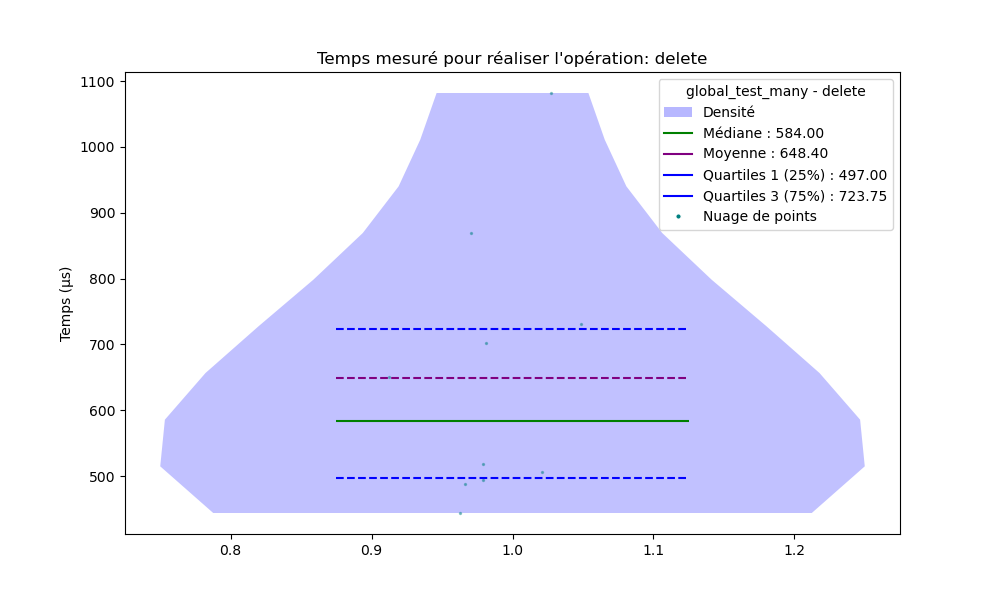 Temps mesuré pour réaliser l'opération: delete
global_test_many - delete
Densité
Médiane : 584.00
Moyenne : 648.40
Quartiles 1 (25%) : 497.00
Quartiles 3 (75%) : 723.75
Nuage de points
Temps (µs)
1100
1000
900
800
700
600
500
0.8
0.9
1.0
1.1
1.2